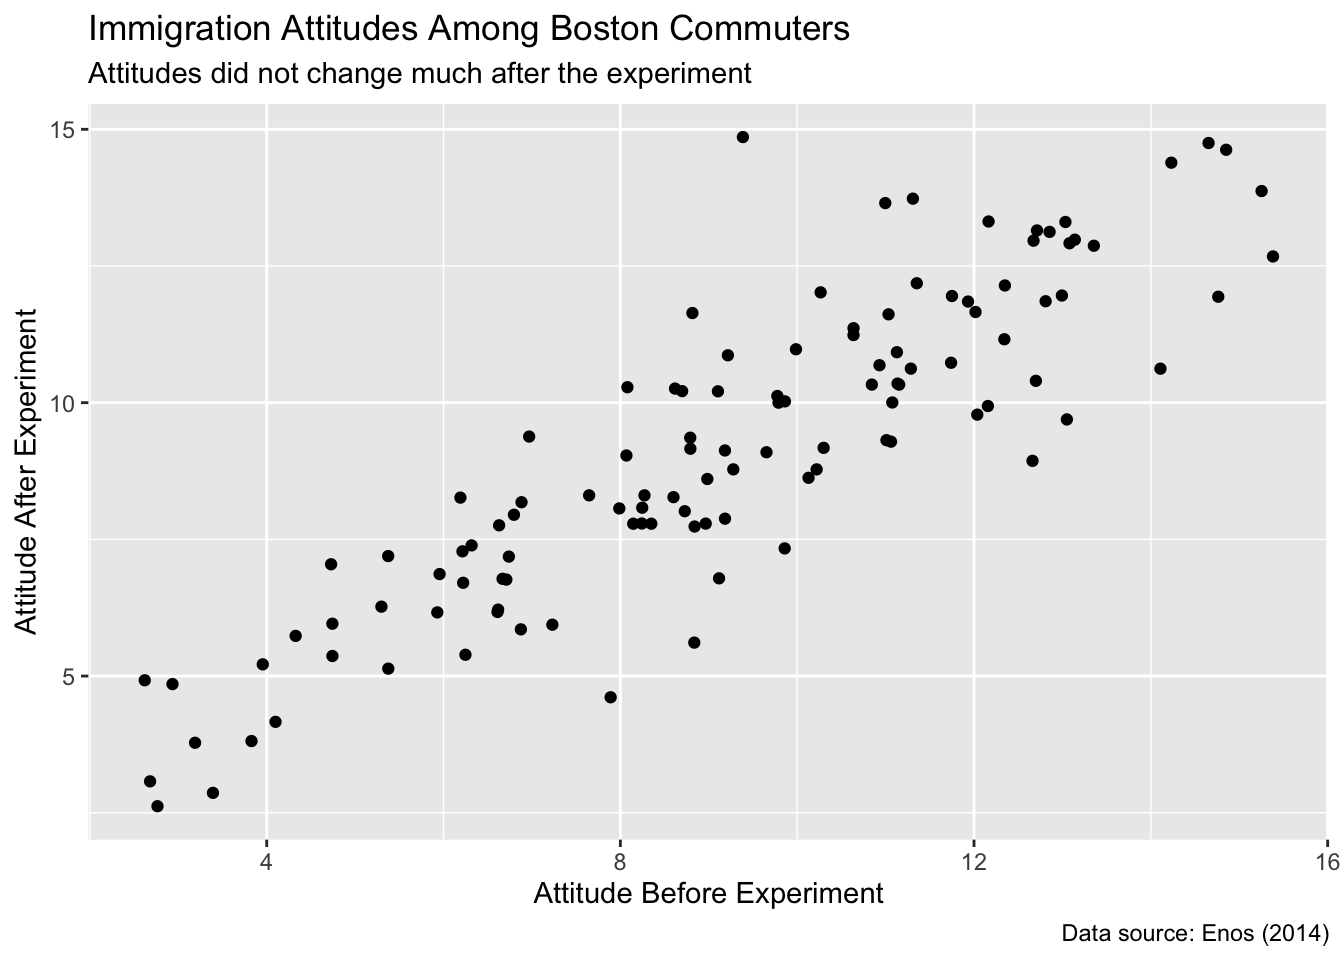 Immigration Attitudes Among Boston Commuters
Attitudes did not change much after the experiment
15
10
5
Attitude After Experiment
4 8 12 16
Attitude Before Experiment
Data source: Enos (2014)